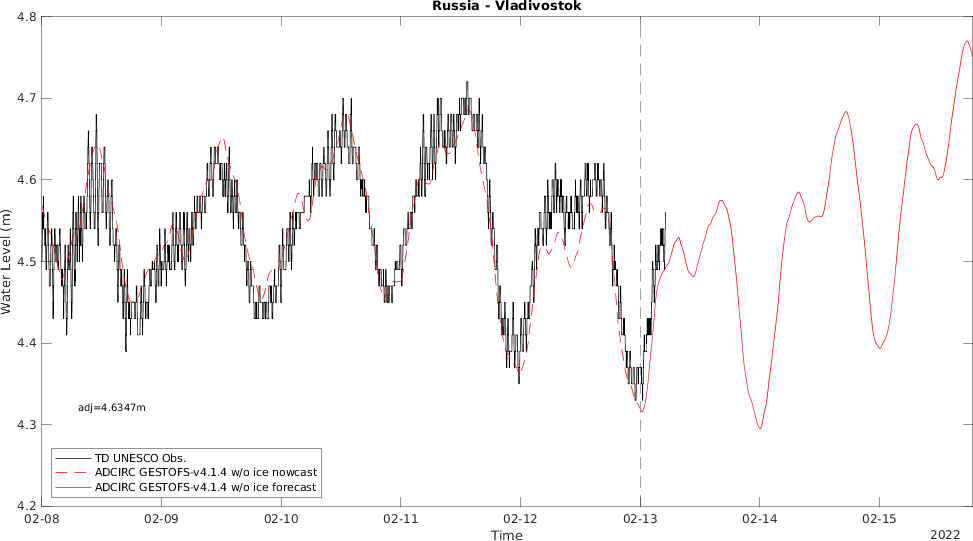 Russia - Vladivostok
4.8
4.7
4.6
4.5
4.4
4.3
4.2
Water Level (m)
adj=4.6347m
TD UNESCO Obs.
ADCIRC GESTOFS-v4.1.4 w/o ice nowcast
ADCIRC GESTOFS-v4.1.4 w/o ice forecast
02-08 02-09 02-10 02-11 02-12 02-13 02-14 02-15
Time
2022